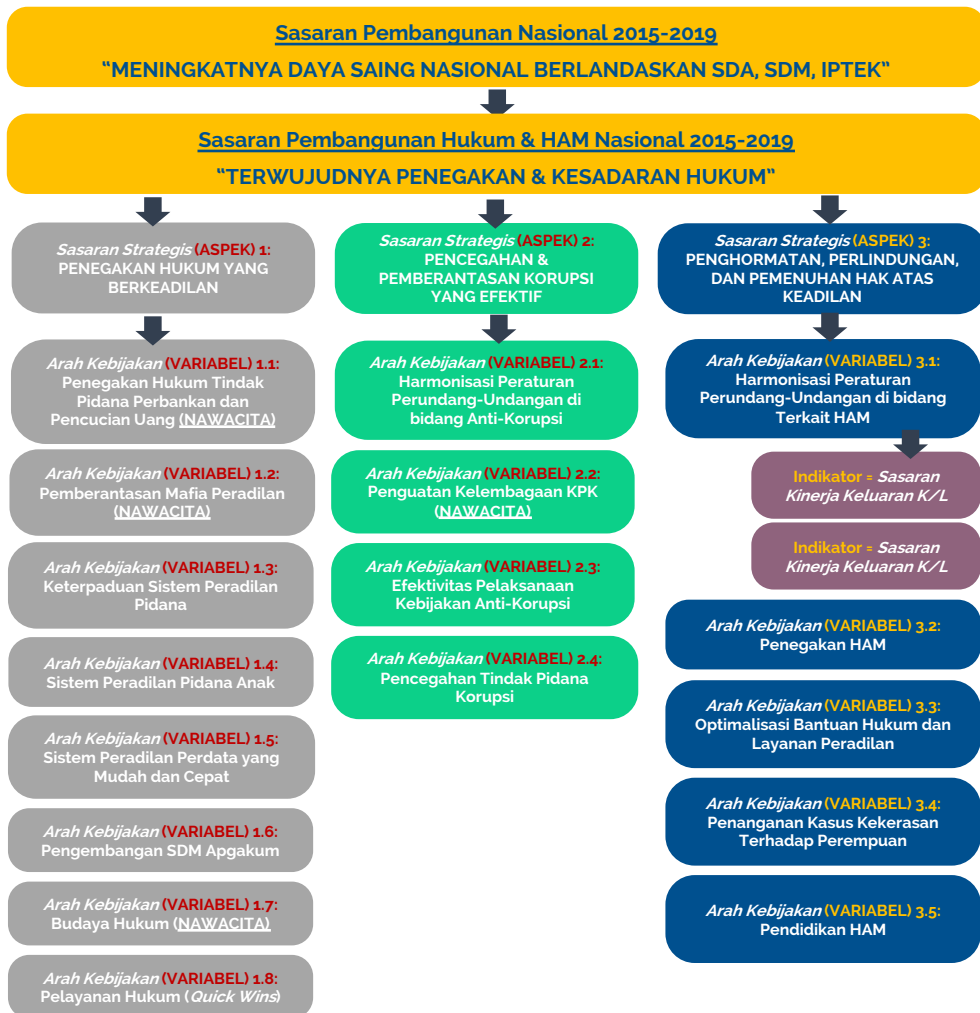 Sasaran Pembangunan Nasional 2015-2019
"MENINGKATNYA DAYA SAING NASIONAL BERLANDASKAN SDA, SDM, IPTEK"
Sasaran Pembangunan Hukum & HAM Nasional 2015-2019
"TERWUJUDNYA PENEGAKAN & KESADARAN HUKUM"
Sasaran Strategis (ASPEK) 1:
PENEGAKAN HUKUM YANG
BERKEADILAN
Arah Kebijakan (VARIABEL) 1.1:
Penegakan Hukum Tindak
Pidana Perbankan dan
Pencucian Uang (NAWACITA)
Arah Kebijakan (VARIABEL) 1.2:
Pemberantasan Mafia Peradilan
(NAWACITA)
Arah Kebijakan (VARIABEL) 1.3:
Keterpaduan Sistem Peradilan
Pidana
Arah Kebijakan (VARIABEL) 1.4:
Sistem Peradilan Pidana Anak
Arah Kebijakan (VARIABEL) 1.5:
Sistem Peradilan Perdata yang
Mudah dan Cepat
Arah Kebijakan (VARIABEL) 1.6:
Pengembangan SDM Apgakum
Arah Kebijakan (VARIABEL) 1.7:
Budaya Hukum (NAWACITA)
Arah Kebijakan (VARIABEL) 1.8:
Pelayanan Hukum (Quick Wins)
Sasaran Strategis (ASPEK) 2:
PENCEGAHAN &
PEMBERANTASAN KORUPSI
YANG EFEKTIF
Arah Kebijakan (VARIABEL) 2.1:
Harmonisasi Peraturan
Perundang-Undangan di
bidang Anti-Korupsi
Arah Kebijakan (VARIABEL) 2.2:
Penguatan Kelembagaan KPK
(NAWACITA)
Arah Kebijakan (VARIABEL) 2.3:
Efektivitas Pelaksanaan
Kebijakan Anti-Korupsi
Arah Kebijakan (VARIABEL) 2.4:
Pencegahan Tindak Pidana
Korupsi
Sasaran Strategis (ASPEK) 3:
PENGHORMATAN, PERLINDUNGAN,
DAN PEMENUHAN HAK ATAS
KEADILAN
Arah Kebijakan (VARIABEL) 3.1:
Harmonisasi Peraturan
Perundang-Undangan di bidang
Terkait HAM
Indikator = Sasaran
Kinerja Keluaran K/L
Indikator = Sasaran
Kinerja Keluaran K/L
Arah Kebijakan (VARIABEL) 3.2:
Penegakan HAM
Arah Kebijakan (VARIABEL) 3.3:
Optimalisasi Bantuan Hukum dan
Layanan Peradilan
Arah Kebijakan (VARIABEL) 3.4:
Penanganan Kasus Kekerasan
Terhadap Perempuan
Arah Kebijakan (VARIABEL) 3.5:
Pendidikan HAM